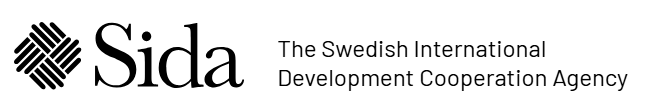 Sida
The Swedish International
Development Cooperation Agency